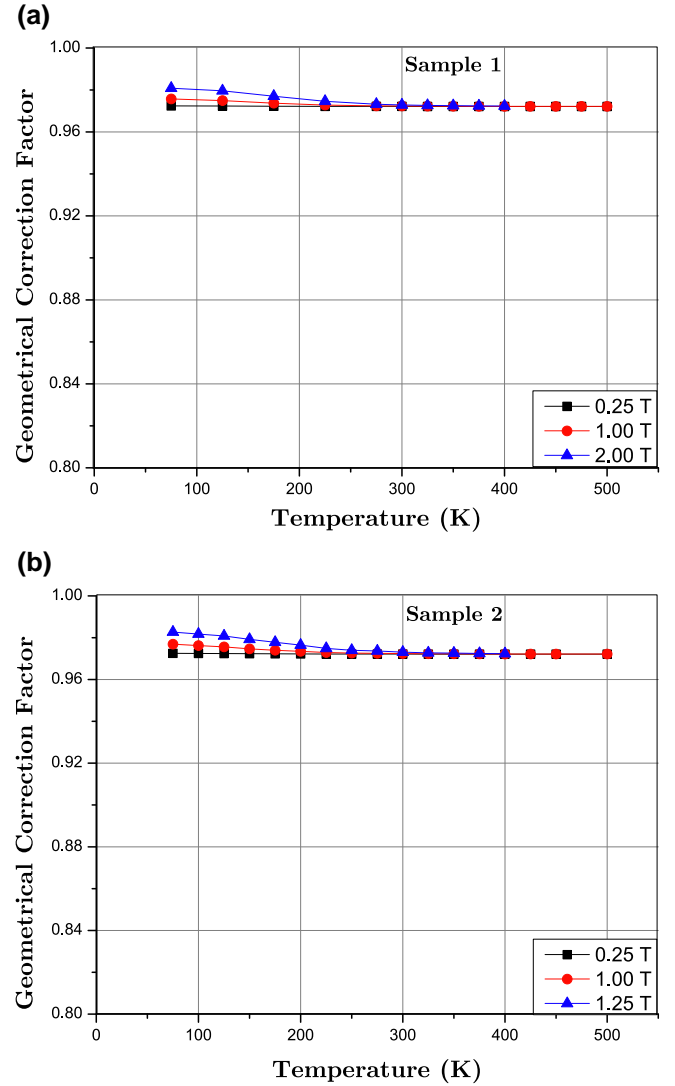 (a)
Geometrical Correction Factor
1.00
0.96
0.92
0.88
0.84
0.80
Sample 1
0.25 T
1.00 T
2.00 T
0 100 200 300 400 500
Temperature (K)
(b)
Geometrical Correction Factor
1.00
0.96
0.92
0.88
0.84
0.80
Sample 2
0.25 T
1.00 T
1.25 T
0 100 200 300 400 500
Temperature (K)